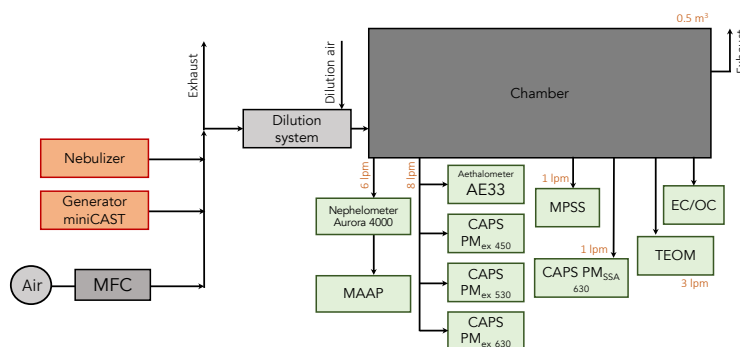 0.5 m³
Exhaust
Dilution air
Exhaust
Chamber
Dilution
system
Nebulizer
Generator
miniCAST
Air
MFC
6 lpm
8 lpm
Nephelometer
Aurora 4000
MAAP
Aethalometer
AE33
CAPS
PMex 450
CAPS
PMex 530
CAPS
PMex 630
1 lpm
MPSS
1 lpm
CAPS PMSSA
630
EC/OC
TEOM
3 lpm